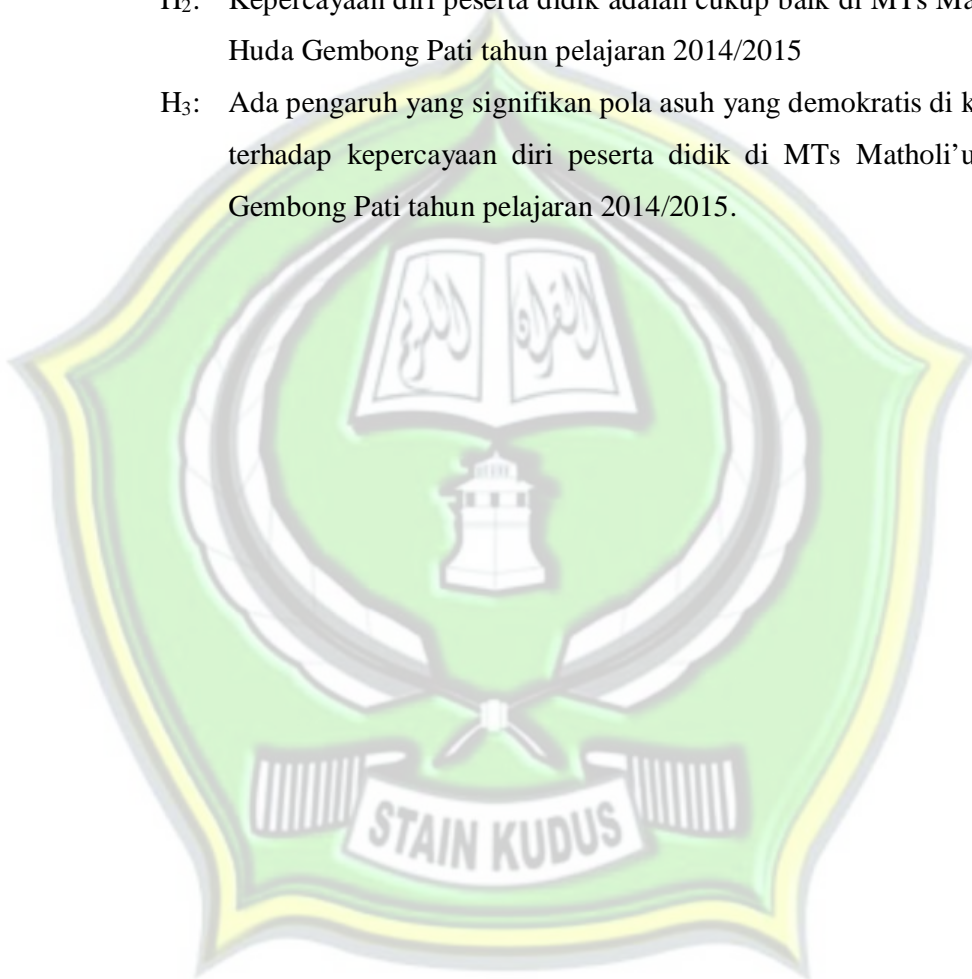 H₂: Kepercayaan diri peserta didik adalah cukup baik di MTs
Huda Gembong Pati tahun pelajaran 2014/2015
H₃: Ada pengaruh yang signifikan pola asuh yang demokratis di
terhadap kepercayaan diri peserta didik di MTs
Gembong Pati tahun pelajaran 2014/2015.
القرآن
الكريم
STAIN KUDUS